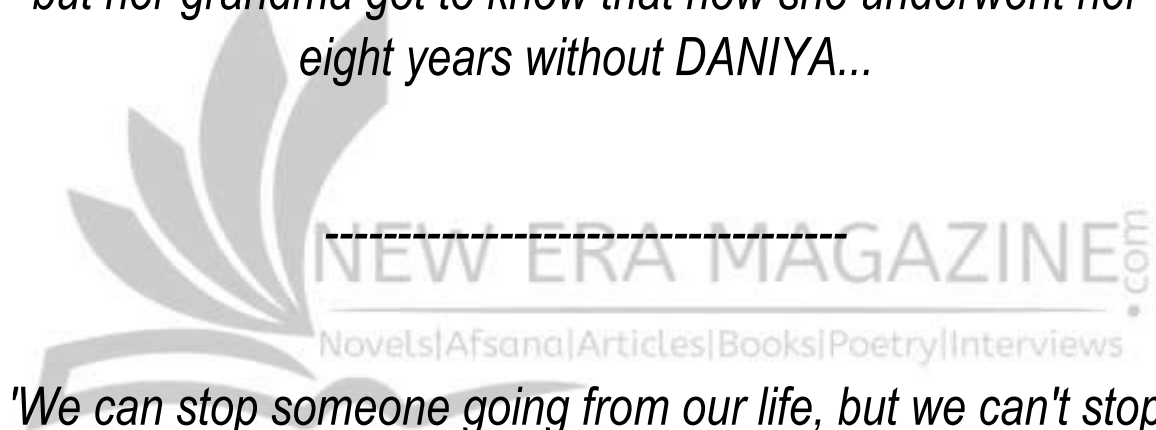 but her grandma got to know that how she underwent her
eight years without DANIYA...
-----------------------------------
NEW ERA MAGAZINE.com
Novels|Afsana|Articles|Books|Poetry|Interviews
'We can stop someone going from our life, but we can't stop